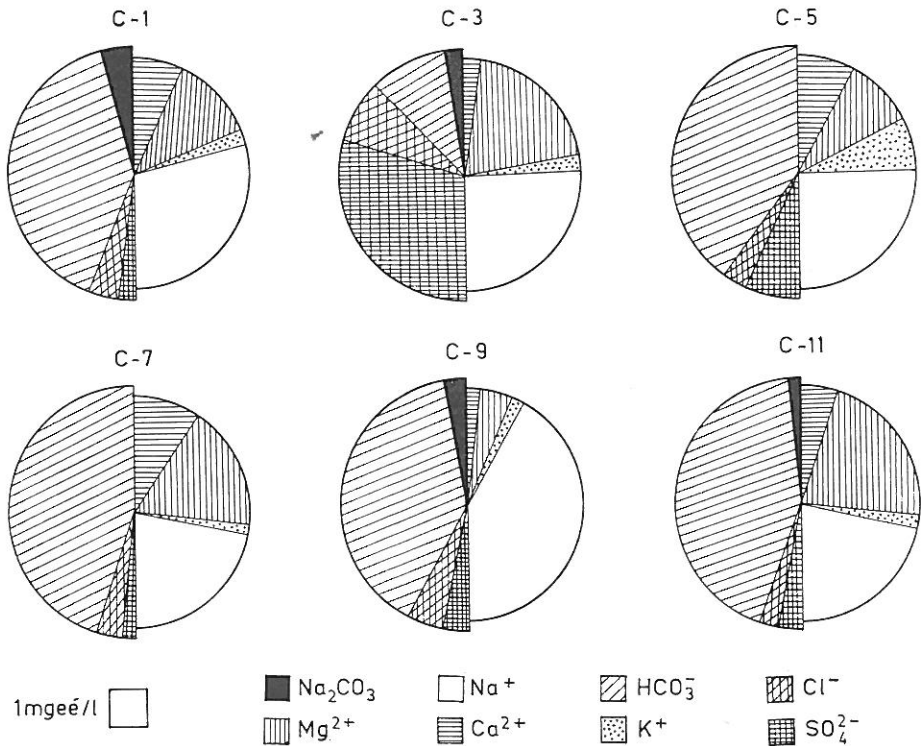 C-1 C-3 C-5
C-7 C-9 C-11
1mgeé/l
Na₂CO₃ Na⁺ HCO₃⁻ Cl⁻
Mg²⁺ Ca²⁺ K⁺ SO₄²⁻